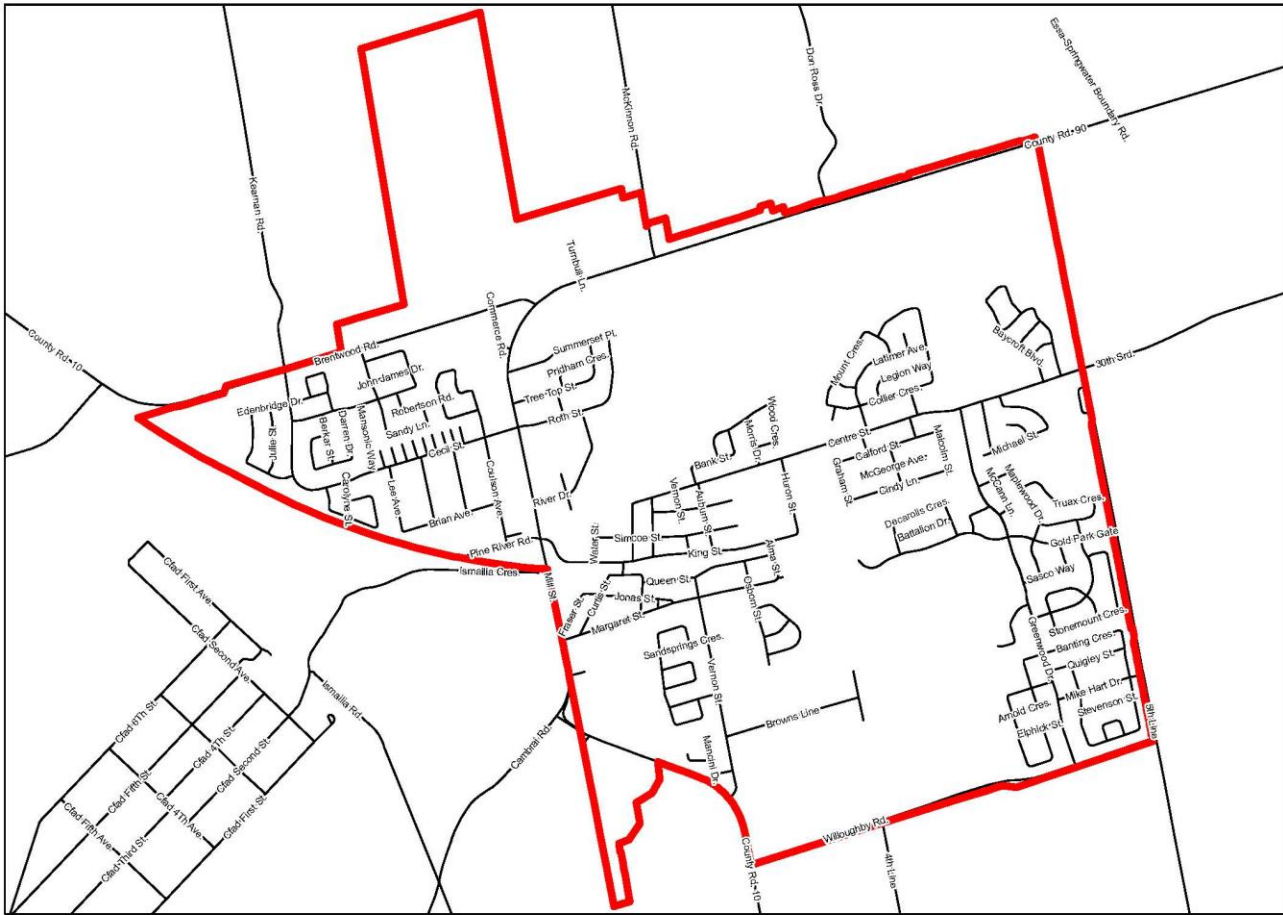 Essa-Springwater Boundary Rd.
Don Ross Dr.
McKinnon Rd.
County Rd. 90
Keaman Rd.
Turnbull Ln.
County Rd. 10
Commerce Rd.
Brentwood Rd.
Summerset Pl.
Pridham Cres.
Baycroft Blvd.
30th Srd.
Mount Cres.
Latimer Ave.
Legion Way
Collier Cres.
John James Dr.
Tree-Top St.
Edenbridge Dr.
Robertson Rd.
Roth St.
Julie St.
Berkar St.
Darren Dr.
Mansonic Way
Sandy Ln.
Cecil St.
Wood Cres.
Morris Dr.
Centre St.
Bank St.
Calford St.
Michael St.
McGeorge Ave.
Malcolm St.
Graham St.
Cindy Ln.
Huron St.
Carolyne St.
Lee Ave.
Coulson Ave.
River Dr.
Vernon St.
Auburn St.
Maplewood Dr.
McCann Ln.
Truax Cres.
Decarolis Cres.
Battalion Dr.
Gold Park Gate
Brian Ave.
Water St.
Simcoe St.
Pine River Rd.
King St.
Alma St.
Ismailia Cres.
Mill St.
Queen St.
Sasco Way
Cfad First Ave.
Fraser St.
Curtis St.
Jonas St.
Osborn St.
Margaret St.
Stonemount Cres.
Greenwood Dr.
Banting Cres.
Sandsprings Cres.
Quigley St.
Cfad Second Ave.
Vernon St.
Ismailia Rd.
Mike Hart Dr.
Arnold Cres.
Stevenson St.
Elphick St.
5th Line
Browns Line
Cfad 6Th St.
Cfad 4Th St.
Cfad Second St.
Cambrai Rd.
Mancini Dr.
Cfad Fifth St.
Cfad 4Th Ave.
Cfad First St.
Cfad Fifth Ave.
Cfad Third St.
Willoughby Rd.
County Rd. 10
4th Line